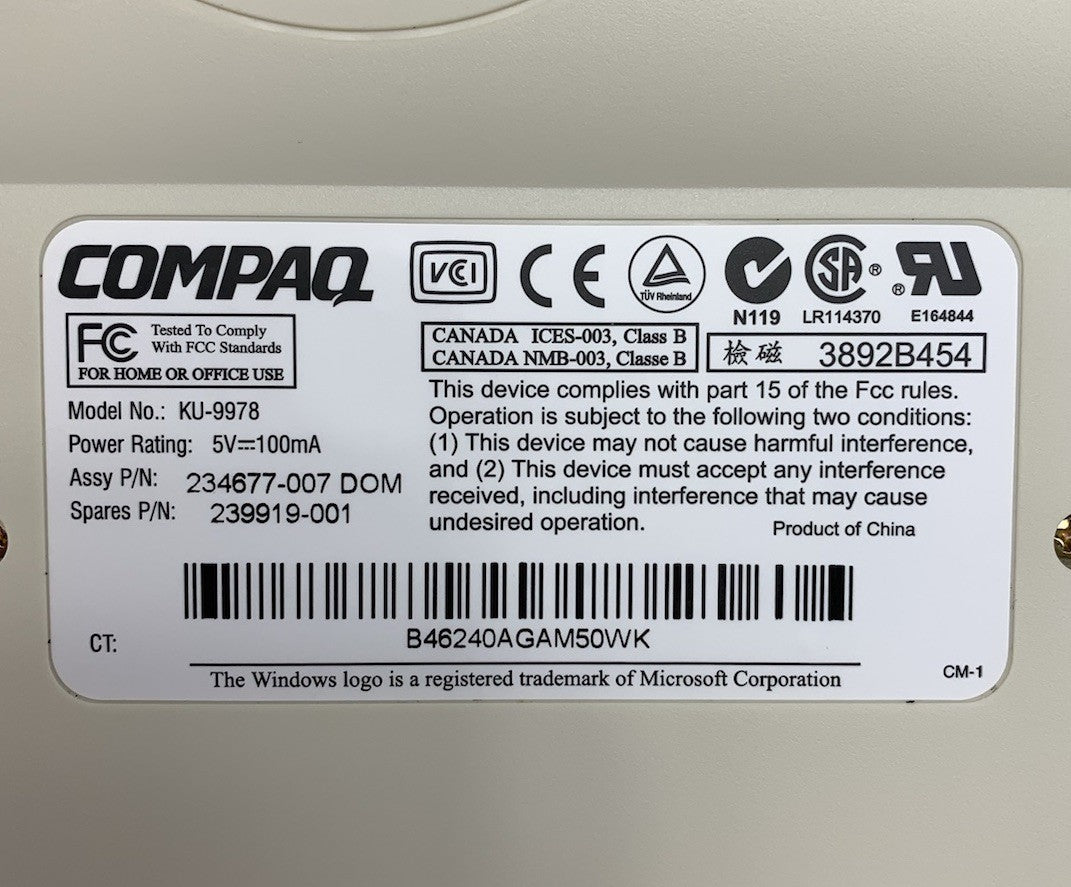 COMPAQ
VCCI
CE
TÜV Rheinland
N119
SA ®
LR114370
® RU
E164844
FC Tested To Comply
With FCC Standards
FOR HOME OR OFFICE USE
CANADA ICES-003, Class B
CANADA NMB-003, Classe B
檢磁 3892B454
Model No.: KU-9978
Power Rating: 5V⎓100mA
Assy P/N: 234677-007 DOM
Spares P/N: 239919-001
This device complies with part 15 of the Fcc rules.
Operation is subject to the following two conditions:
(1) This device may not cause harmful interference,
and (2) This device must accept any interference
received, including interference that may cause
undesired operation.
Product of China
CT: B46240AGAM50WK
The Windows logo is a registered trademark of Microsoft Corporation
CM-1